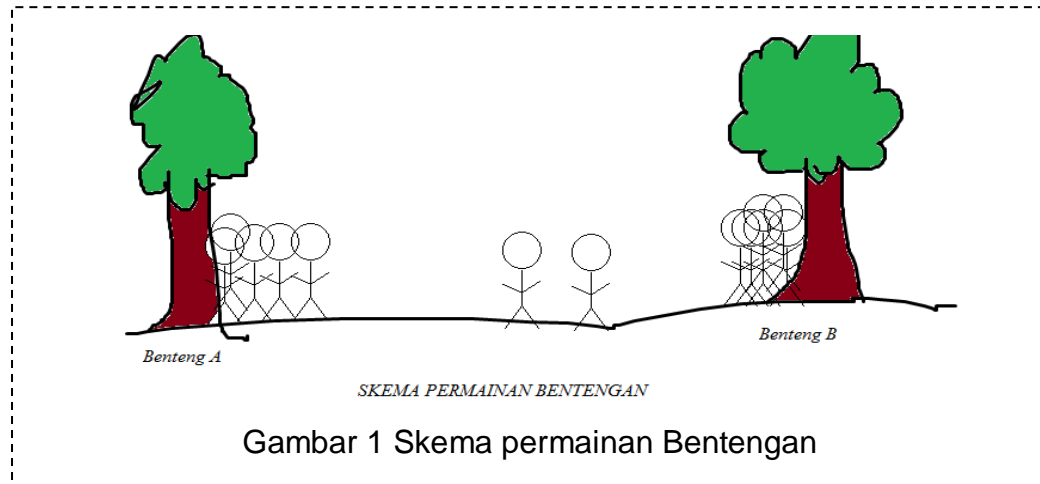 Benteng A
Benteng B
SKEMA PERMAINAN BENTENGAN
Gambar 1 Skema permainan Bentengan